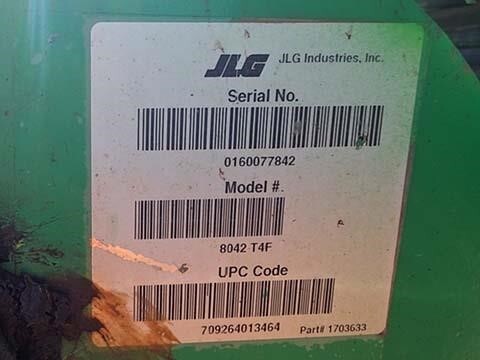 JLG JLG Industries, Inc.
Serial No.
0160077842
Model #.
8042 T4F
UPC Code
709264013464 Part# 1703633